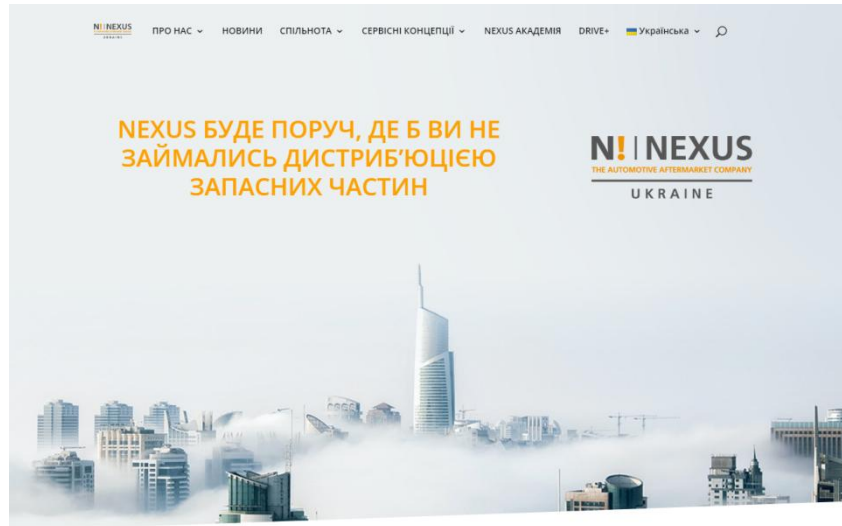 N! NEXUS
UKRAINE
ПРО НАС
НОВИНИ
СПІЛЬНОТА
СЕРВІСНІ КОНЦЕПЦІЇ
NEXUS АКАДЕМІЯ
DRIVE+
Українська
NEXUS БУДЕ ПОРУЧ, ДЕ Б ВИ НЕ
ЗАЙМАЛИСЬ ДИСТРИБ'ЮЦІЄЮ
ЗАПАСНИХ ЧАСТИН
N! NEXUS
THE AUTOMOTIVE AFTERMARKET COMPANY
UKRAINE